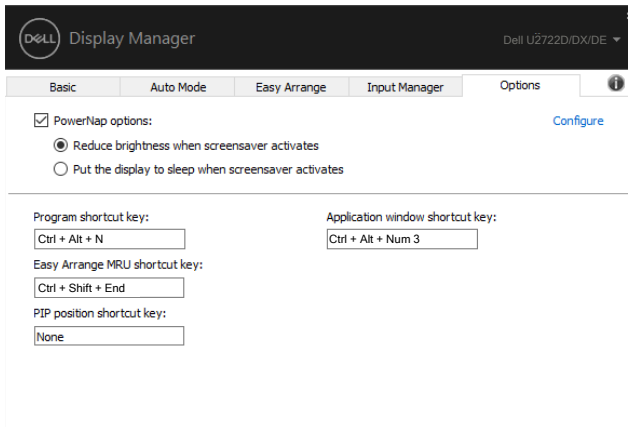 DELL Display Manager
Dell U2722D/DX/DE
Basic Auto Mode Easy Arrange Input Manager Options
PowerNap options: Configure
Reduce brightness when screensaver activates
Put the display to sleep when screensaver activates
Program shortcut key: Application window shortcut key:
Ctrl + Alt + N Ctrl + Alt + Num 3
Easy Arrange MRU shortcut key:
Ctrl + Shift + End
PIP position shortcut key:
None